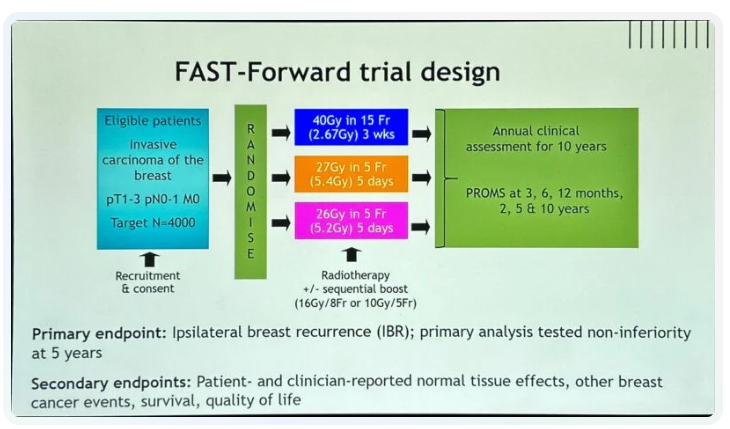 FAST-Forward trial design
Eligible patients
Invasive
carcinoma of the
breast
pT1-3 pN0-1 M0
Target N=4000
Recruitment
& consent
RANDOMISE
40Gy in 15 Fr
(2.67Gy) 3 wks
27Gy in 5 Fr
(5.4Gy) 5 days
26Gy in 5 Fr
(5.2Gy) 5 days
Radiotherapy
+/- sequential boost
(16Gy/8Fr or 10Gy/5Fr)
Annual clinical
assessment for 10 years
PROMS at 3, 6, 12 months,
2, 5 & 10 years
Primary endpoint: Ipsilateral breast recurrence (IBR); primary analysis tested non-inferiority
at 5 years
Secondary endpoints: Patient- and clinician-reported normal tissue effects, other breast
cancer events, survival, quality of life